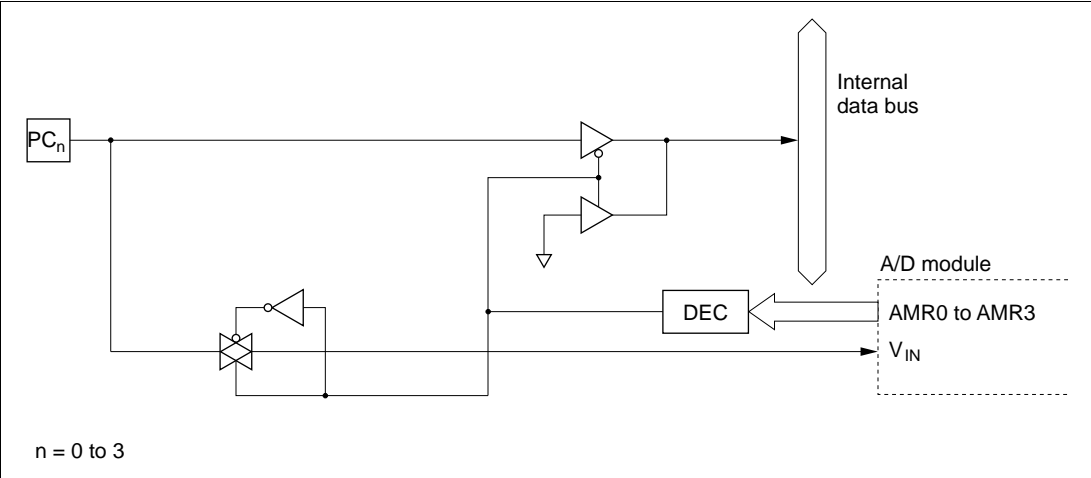 Internal
data bus
PCn
A/D module
DEC
AMR0 to AMR3
VIN
n = 0 to 3